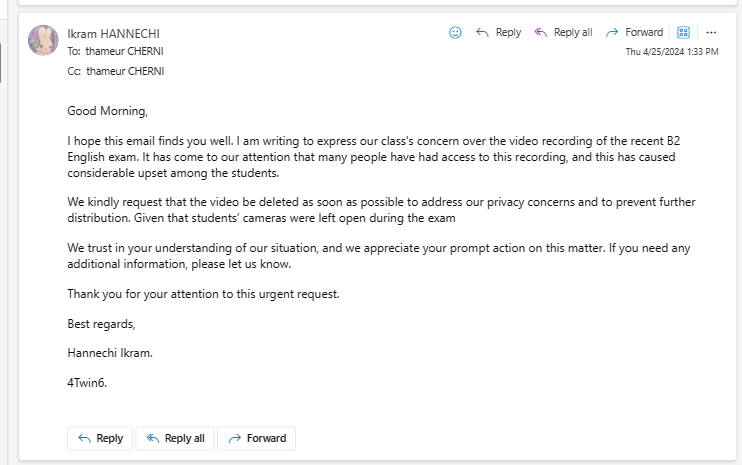 Ikram HANNECHI
Reply
Reply all
Forward
To: thameur CHERNI
Thu 4/25/2024 1:33 PM
Cc: thameur CHERNI
Good Morning,
I hope this email finds you well. I am writing to express our class's concern over the video recording of the recent B2
English exam. It has come to our attention that many people have had access to this recording, and this has caused
considerable upset among the students.
We kindly request that the video be deleted as soon as possible to address our privacy concerns and to prevent further
distribution. Given that students’ cameras were left open during the exam
We trust in your understanding of our situation, and we appreciate your prompt action on this matter. If you need any
additional information, please let us know.
Thank you for your attention to this urgent request.
Best regards,
Hannechi Ikram.
4Twin6.
Reply
Reply all
Forward